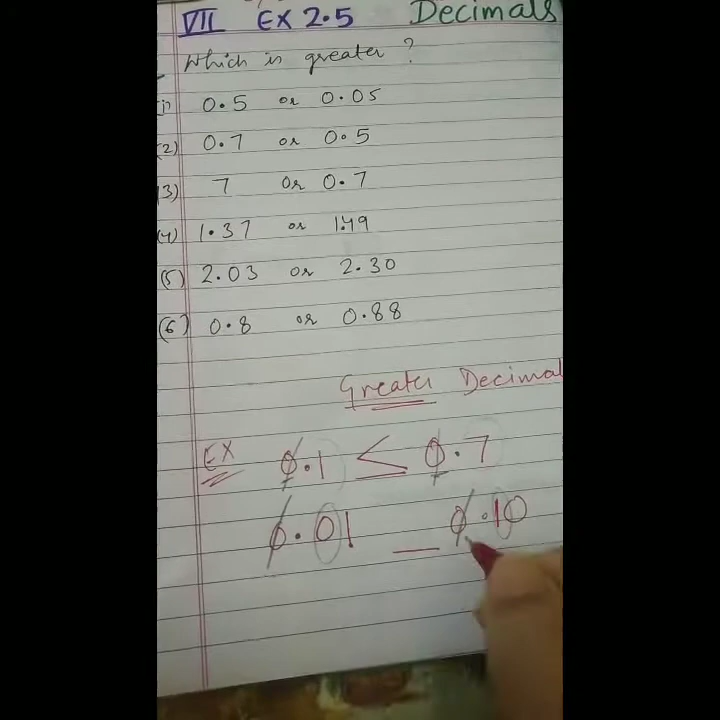 VII EX 2.5 Decimals
Which is greater ?
(1) 0.5 or 0.05
(2) 0.7 or 0.5
(3) 7 or 0.7
(4) 1.37 or 1.49
(5) 2.03 or 2.30
(6) 0.8 or 0.88
Greater Decimal
EX 0.1 < 0.7
0.01 _ 0.10